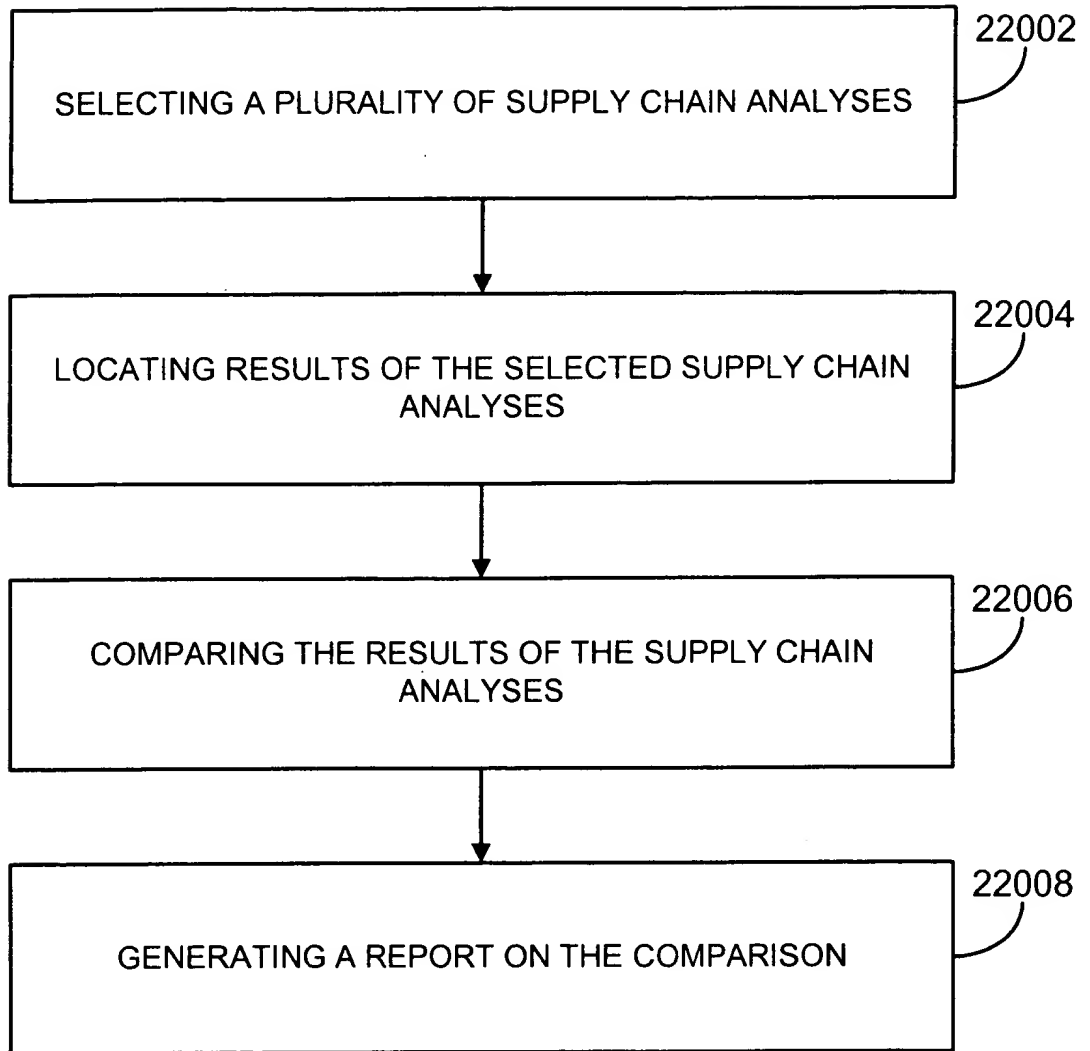 22002
SELECTING A PLURALITY OF SUPPLY CHAIN ANALYSES
22004
LOCATING RESULTS OF THE SELECTED SUPPLY CHAIN
ANALYSES
22006
COMPARING THE RESULTS OF THE SUPPLY CHAIN
ANALYSES
22008
GENERATING A REPORT ON THE COMPARISON